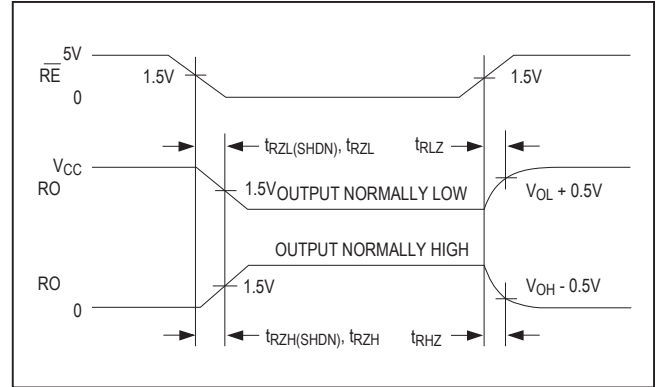 5V
R̅E̅
1.5V
1.5V
0
tRZL(SHDN), tRZL
tRLZ
VCC
RO
1.5V
OUTPUT NORMALLY LOW
VOL + 0.5V
OUTPUT NORMALLY HIGH
RO
1.5V
VOH - 0.5V
0
tRZH(SHDN), tRZH
tRHZ